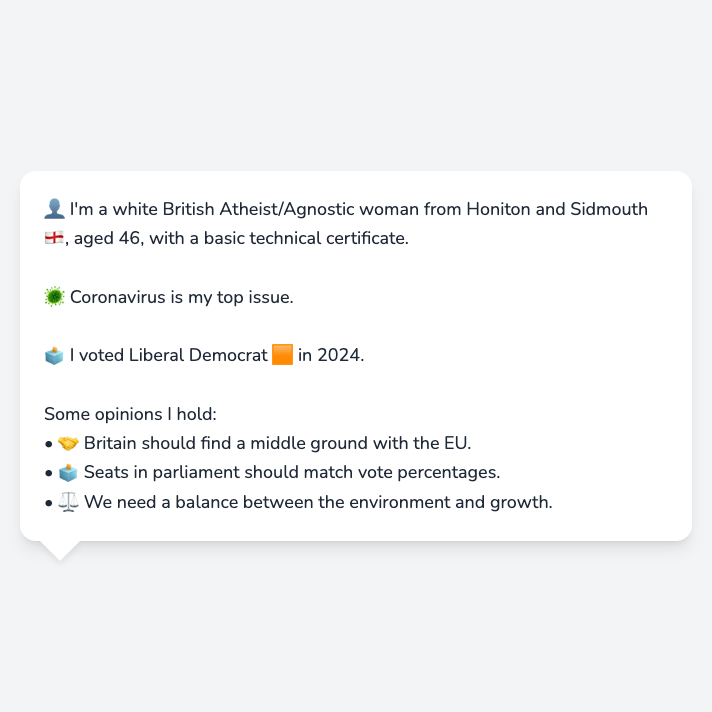 👤 I'm a white British Atheist/Agnostic woman from Honiton and Sidmouth
🏴󠁧󠁢󠁥󠁮󠁧󠁿, aged 46, with a basic technical certificate.
🦠 Coronavirus is my top issue.
🗳️ I voted Liberal Democrat 🟧 in 2024.
Some opinions I hold:
• 🤝 Britain should find a middle ground with the EU.
• 🗳️ Seats in parliament should match vote percentages.
• ⚖️ We need a balance between the environment and growth.